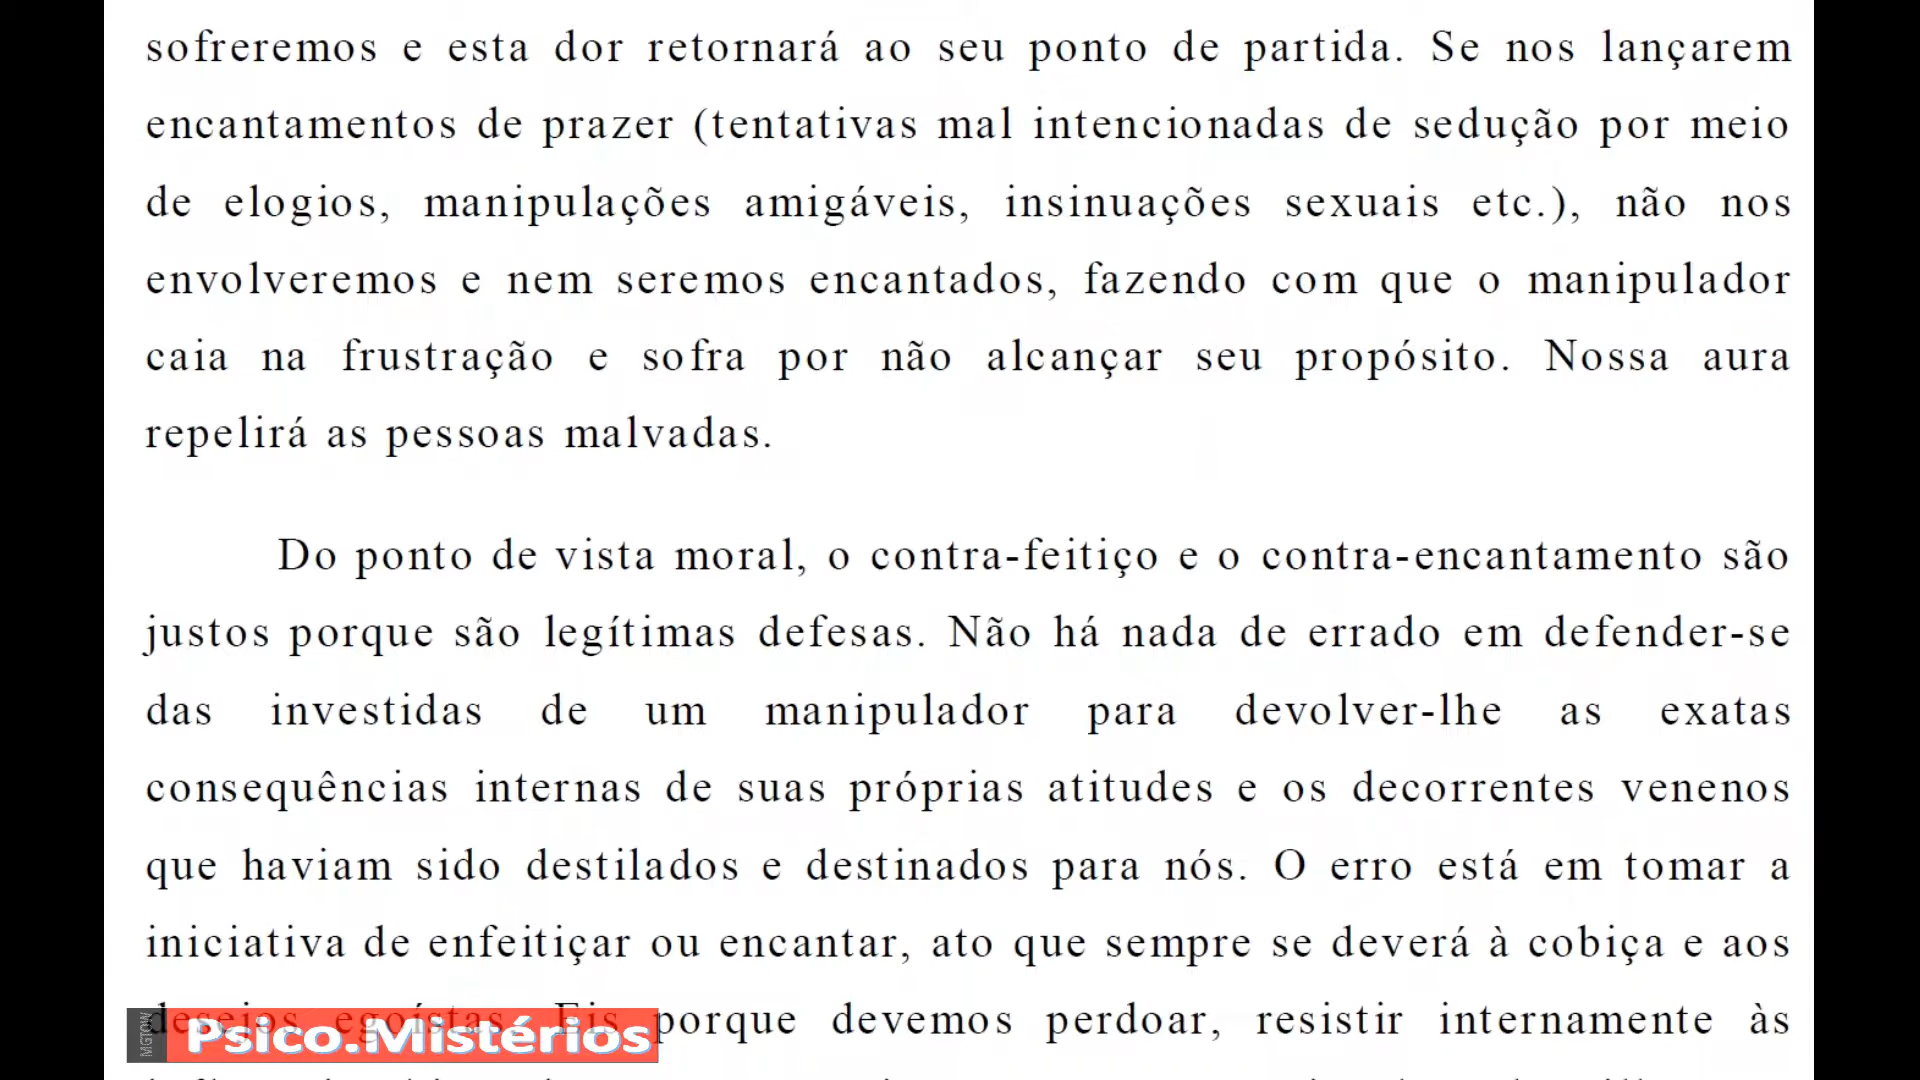 sofreremos e esta dor retornará ao seu ponto de partida. Se nos lançarem
encantamentos de prazer (tentativas mal intencionadas de sedução por meio
de elogios, manipulações amigáveis, insinuações sexuais etc.), não nos
envolveremos e nem seremos encantados, fazendo com que o manipulador
caia na frustração e sofra por não alcançar seu propósito. Nossa aura
repelirá as pessoas malvadas.
Do ponto de vista moral, o contra-feitiço e o contra-encantamento são
justos porque são legítimas defesas. Não há nada de errado em defender-se
das investidas de um manipulador para devolver-lhe as exatas
consequências internas de suas próprias atitudes e os decorrentes venenos
que haviam sido destilados e destinados para nós. O erro está em tomar a
iniciativa de enfeitiçar ou encantar, ato que sempre se deverá à cobiça e aos
desejos egoístas. Eis porque devemos perdoar, resistir internamente às
MGTOW Psico.Mistérios